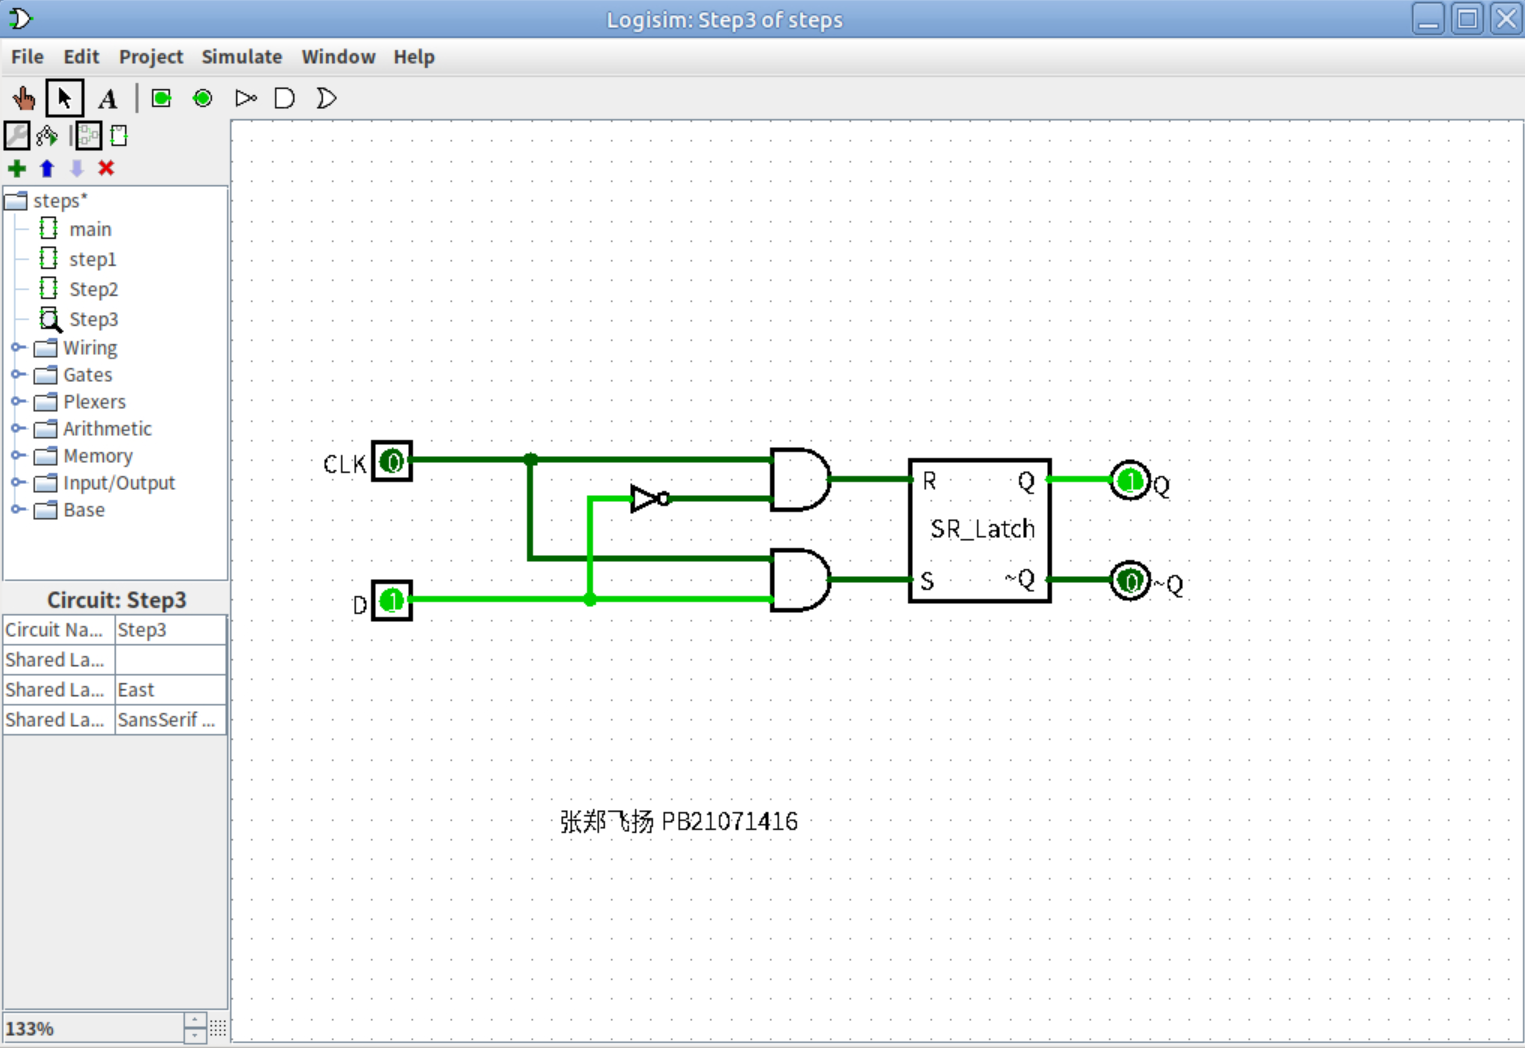 Logisim: Step3 of steps
File Edit Project Simulate Window Help
A
steps*
main
step1
Step2
Step3
Wiring
Gates
Plexers
Arithmetic
Memory
Input/Output
Base
Circuit: Step3
Circuit Na... Step3
Shared La...
Shared La... East
Shared La... SansSerif ...
133%
CLK 0
D 1
R Q
SR_Latch
S ~Q
1 Q
0 ~Q
张郑飞扬 PB21071416